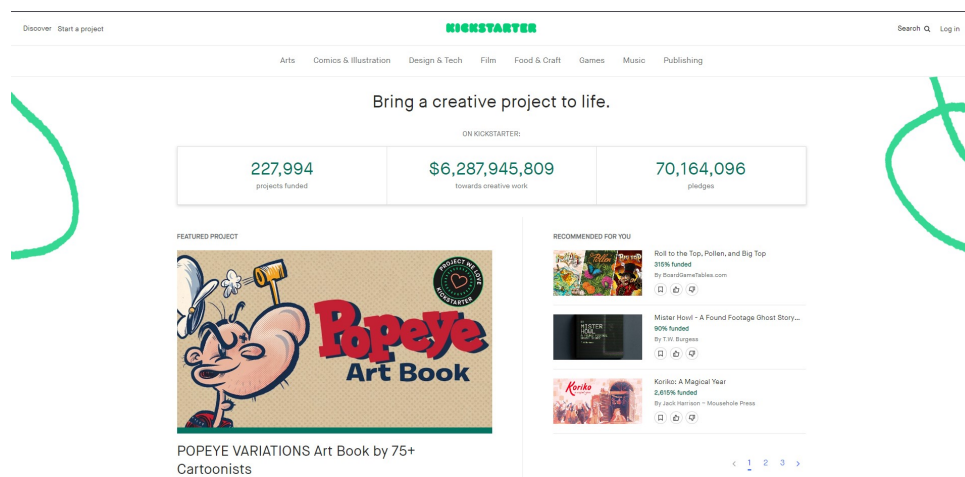 Discover Start a project
KICKSTARTER
Search
Log in
Arts Comics & Illustration Design & Tech Film Food & Craft Games Music Publishing
Bring a creative project to life.
ON KICKSTARTER:
227,994
projects funded
$6,287,945,809
towards creative work
70,164,096
pledges
FEATURED PROJECT
PROJECT WE LOVE
KICKSTARTER
Popeye
Art Book
POPEYE VARIATIONS Art Book by 75+
Cartoonists
RECOMMENDED FOR YOU
Roll to the Top, Pollen, and Big Top
315% funded
By BoardGameTables.com
MISTER
HOWL
Mister Howl – A Found Footage Ghost Story...
90% funded
By T.W. Burgess
Koriko
Koriko: A Magical Year
2,615% funded
By Jack Harrison – Mousehole Press
‹ 1 2 3 ›